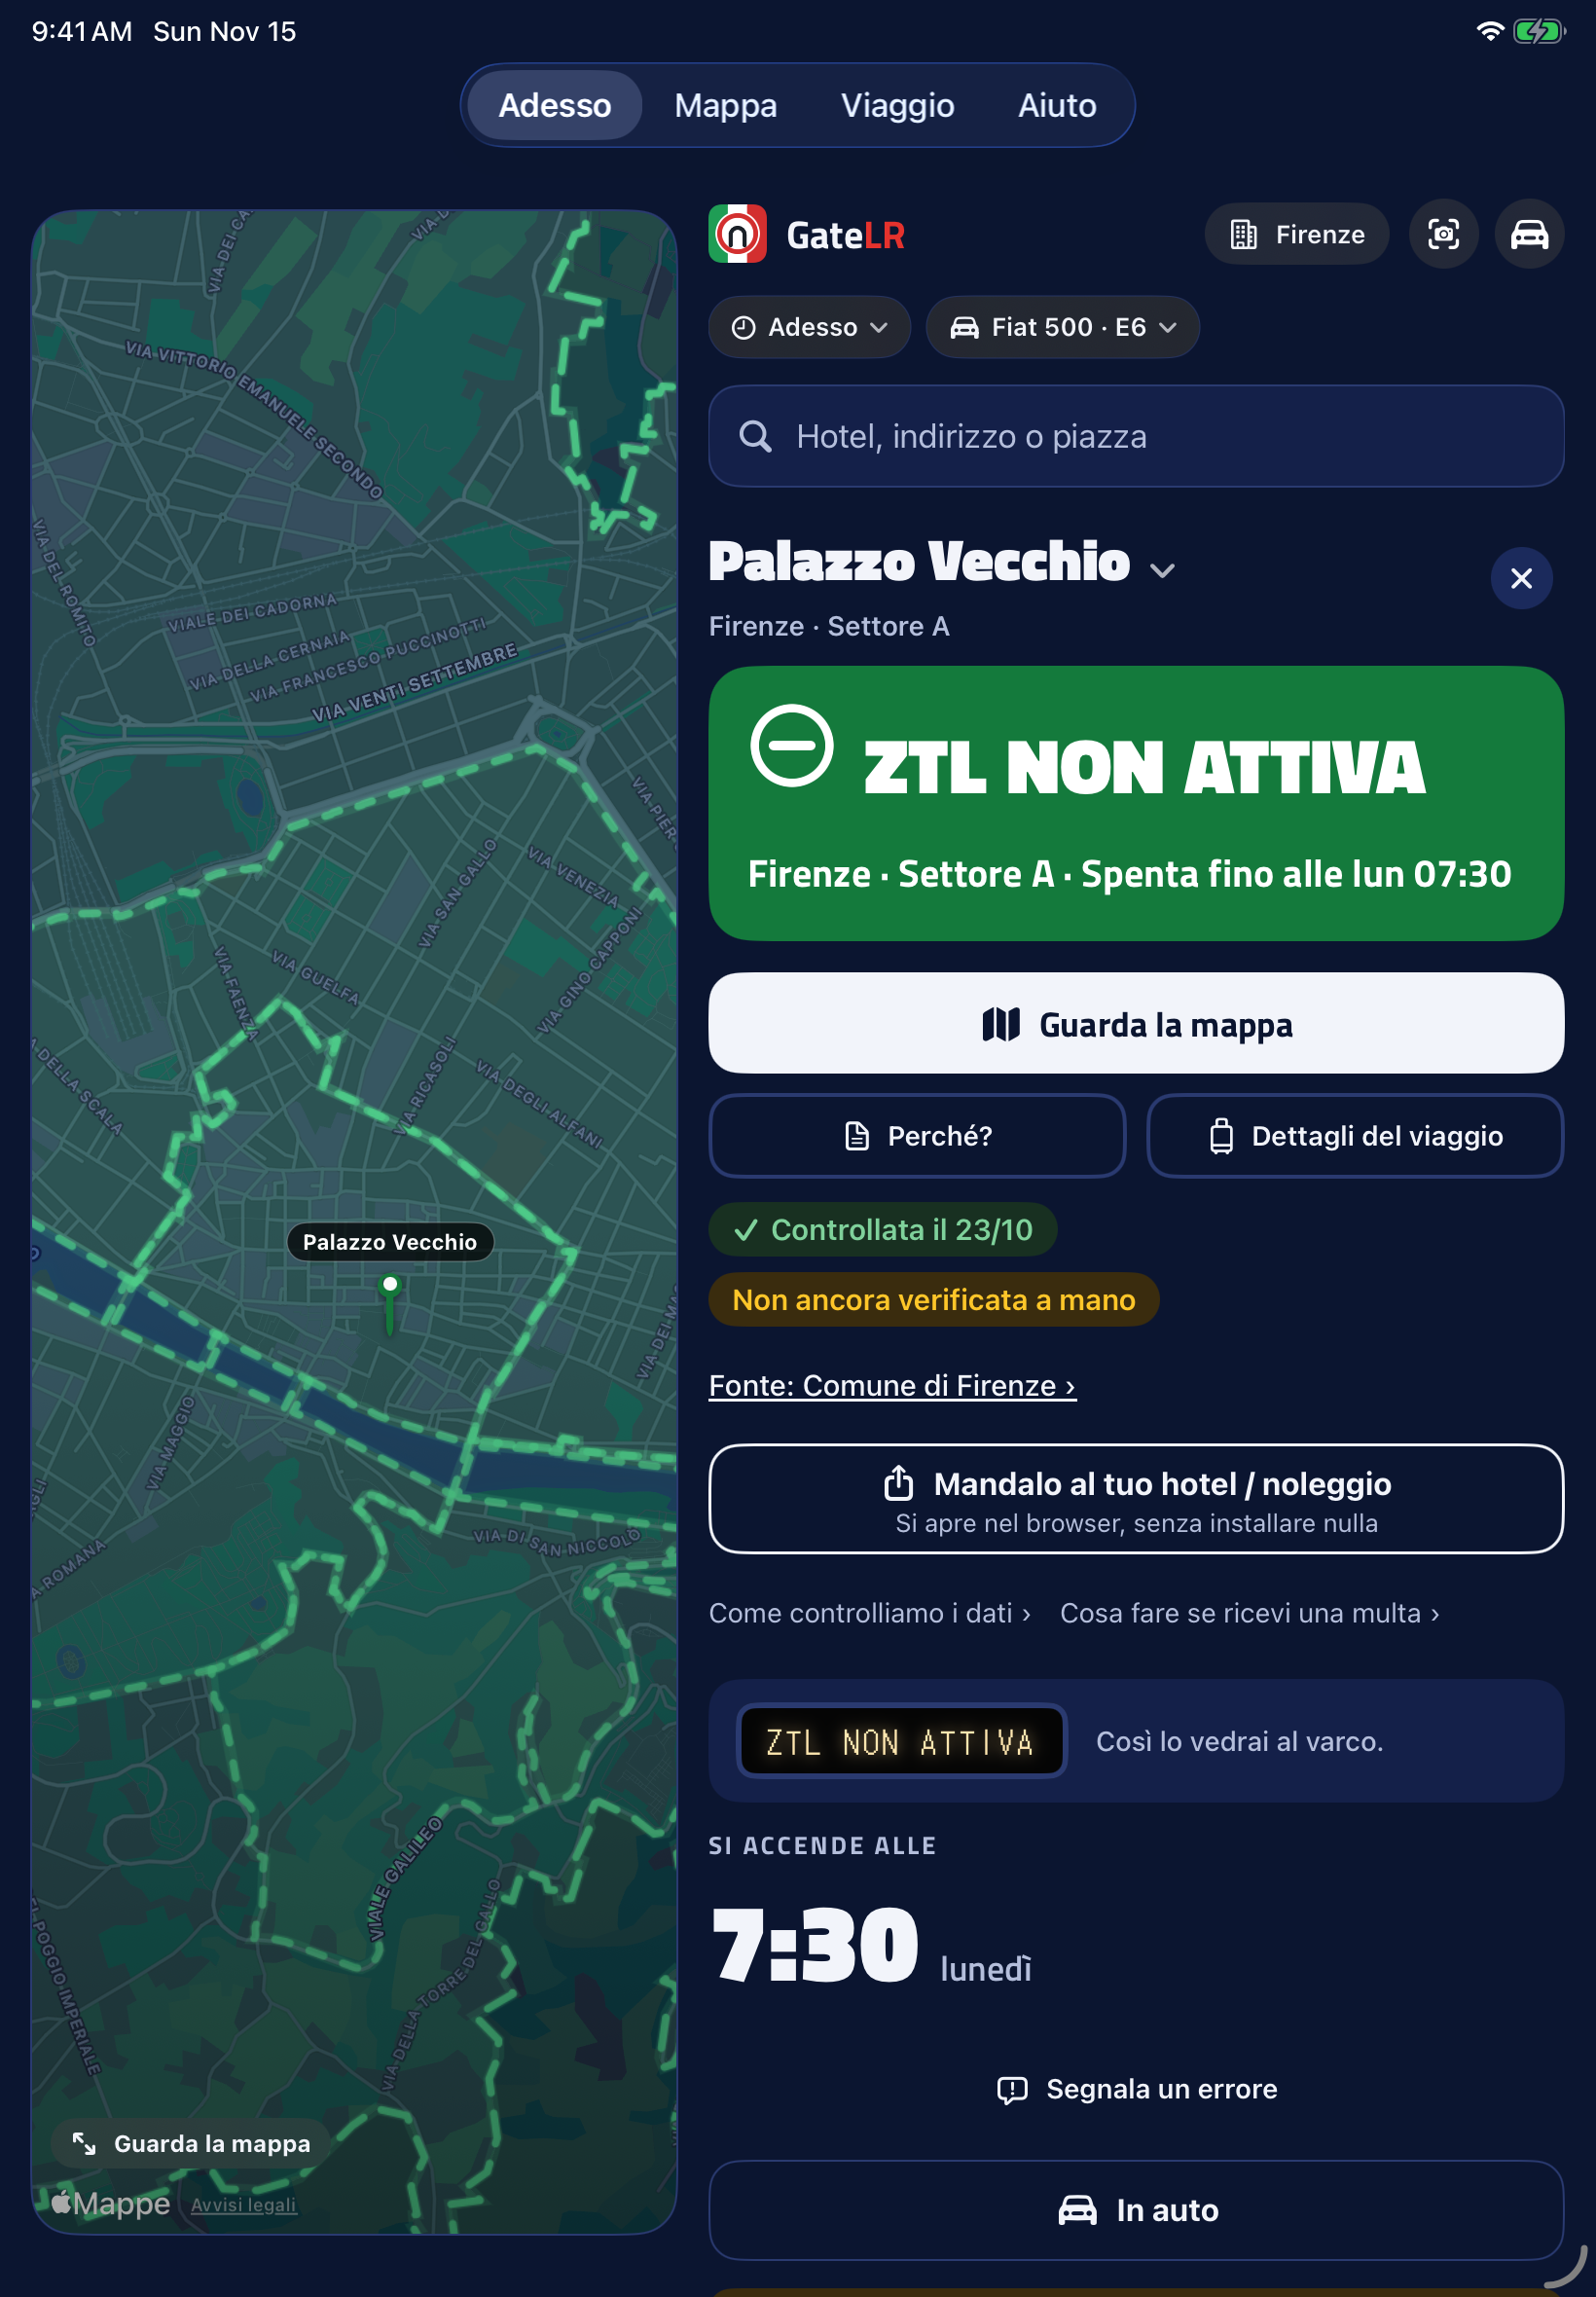 9:41 AM Sun Nov 15
Adesso Mappa Viaggio Aiuto
GateLR
Firenze
Adesso
Fiat 500 · E6
Hotel, indirizzo o piazza
Palazzo Vecchio
Firenze · Settore A
ZTL NON ATTIVA
Firenze · Settore A · Spenta fino alle lun 07:30
Guarda la mappa
Perché?
Dettagli del viaggio
Controllata il 23/10
Non ancora verificata a mano
Fonte: Comune di Firenze ›
Mandalo al tuo hotel / noleggio
Si apre nel browser, senza installare nulla
Come controlliamo i dati › Cosa fare se ricevi una multa ›
ZTL NON ATTIVA
Così lo vedrai al varco.
SI ACCENDE ALLE
7:30 lunedì
Segnala un errore
In auto
VIA VITTORIO EMANUELE SECONDO
VIA DEL ROMITO
VIALE DEI CADORNA
VIA DELLA CERNAIA
VIA FRANCESCO PUCCINOTTI
VIA VENTI SETTEMBRE
VIA SAN GALLO
VIA VENEZIA
VIA GINO CAPPONI
VIA GUELFA
VIA FAENZA
VIA RICASOLI
VIA DEGLI ALFANI
DELLA SCALA
Palazzo Vecchio
VIA MAGGIO
VIA DI SAN NICCOLÒ
ROMANA
VIALE GALILEO
VIA DELLA TORRE DEL GALLO
POGGIO IMPERIALE
Guarda la mappa
Mappe Avvisi legali